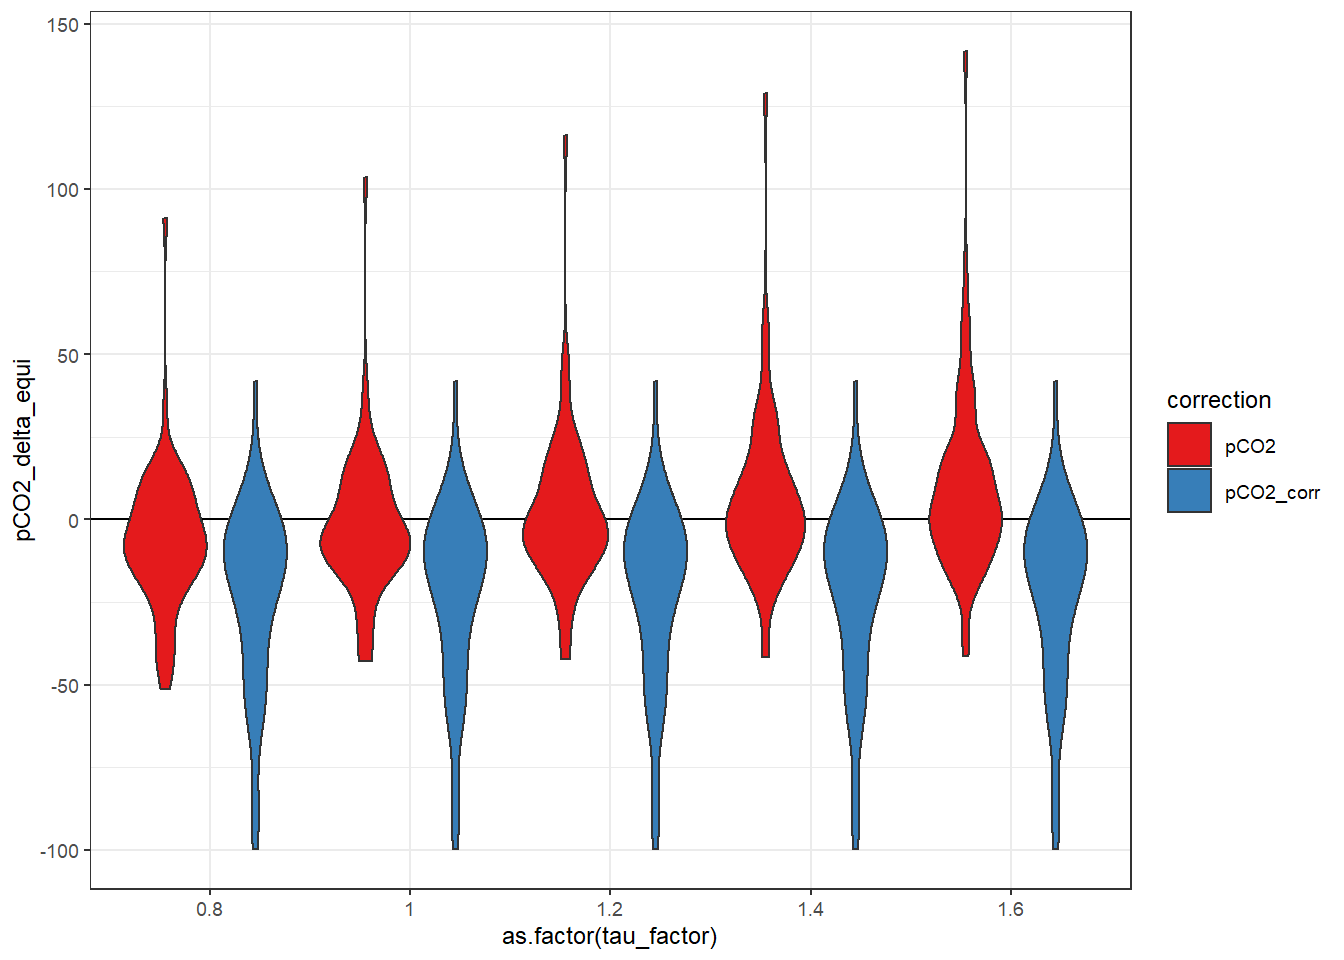 150
100
50
0
-50
-100
pCO2_delta_equi
0.8 1 1.2 1.4 1.6
as.factor(tau_factor)
correction
pCO2
pCO2_corr